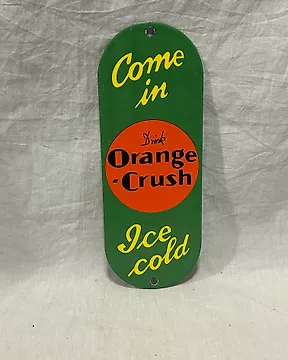 Come
in
Drink
Orange
-Crush
Ice
cold